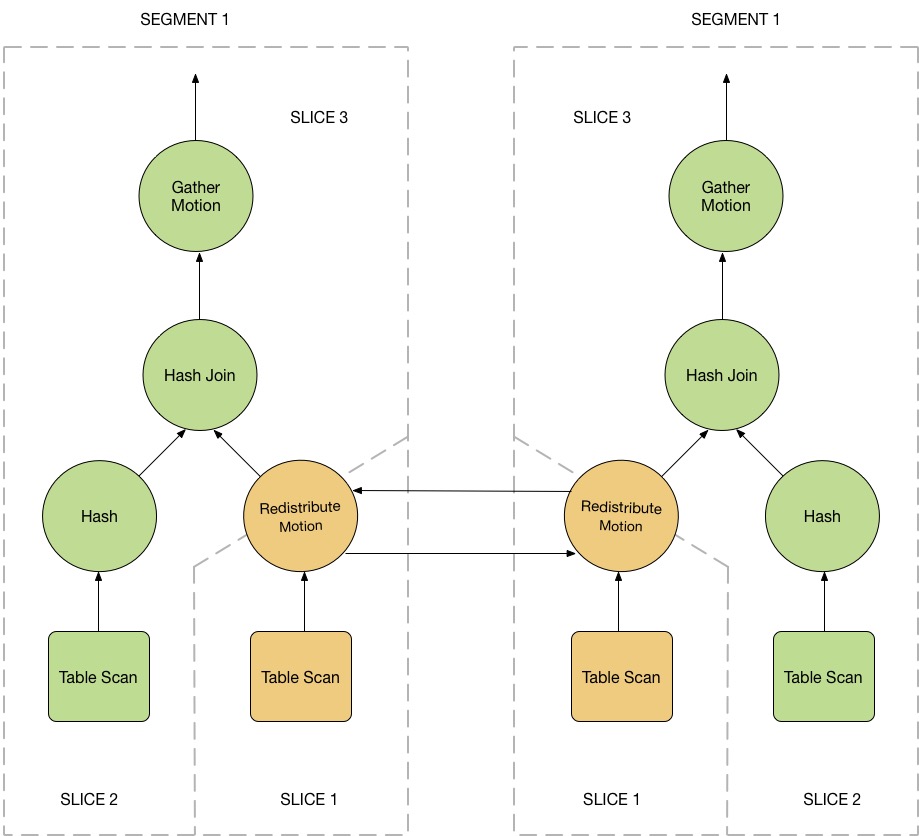 SEGMENT 1
SEGMENT 1
SLICE 3
SLICE 3
Gather
Motion
Gather
Motion
Hash Join
Hash Join
Hash
Redistribute
Motion
Redistribute
Motion
Hash
Table Scan
Table Scan
Table Scan
Table Scan
SLICE 2
SLICE 1
SLICE 1
SLICE 2